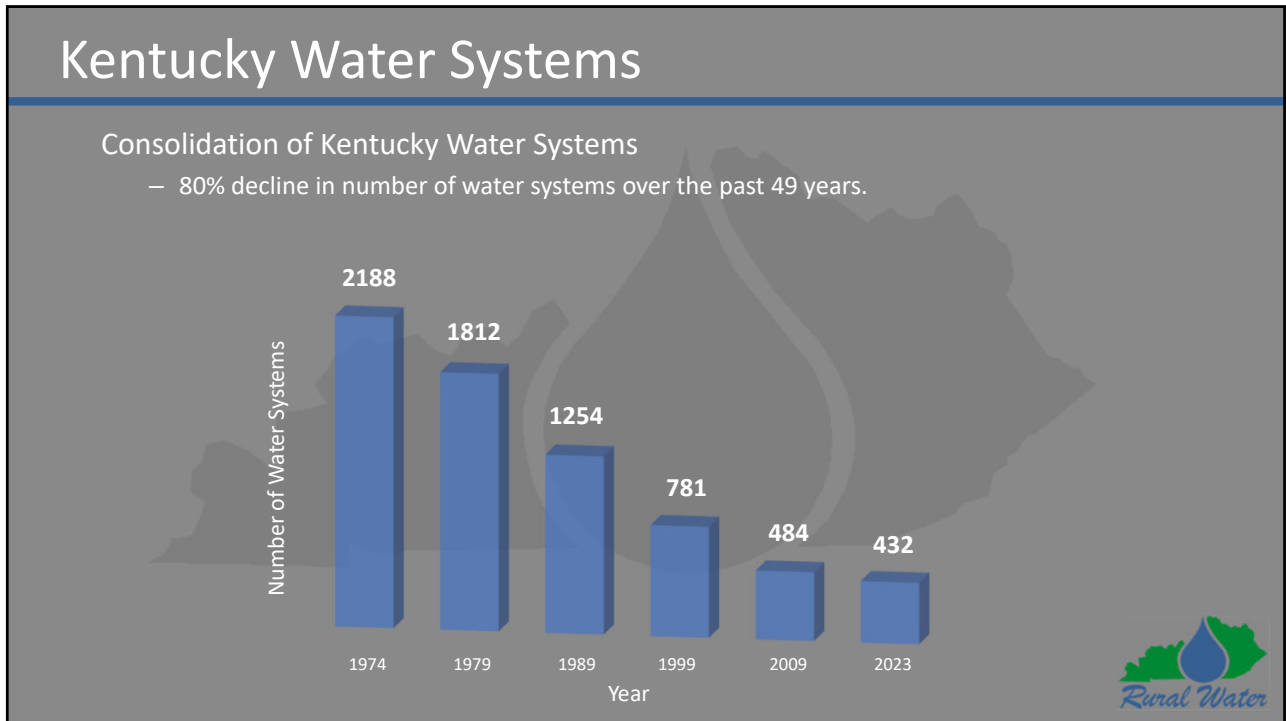 Kentucky Water Systems
Consolidation of Kentucky Water Systems
– 80% decline in number of water systems over the past 49 years.
2188
1812
1254
781
484
432
Number of Water Systems
1974 1979 1989 1999 2009 2023
Year
Rural Water